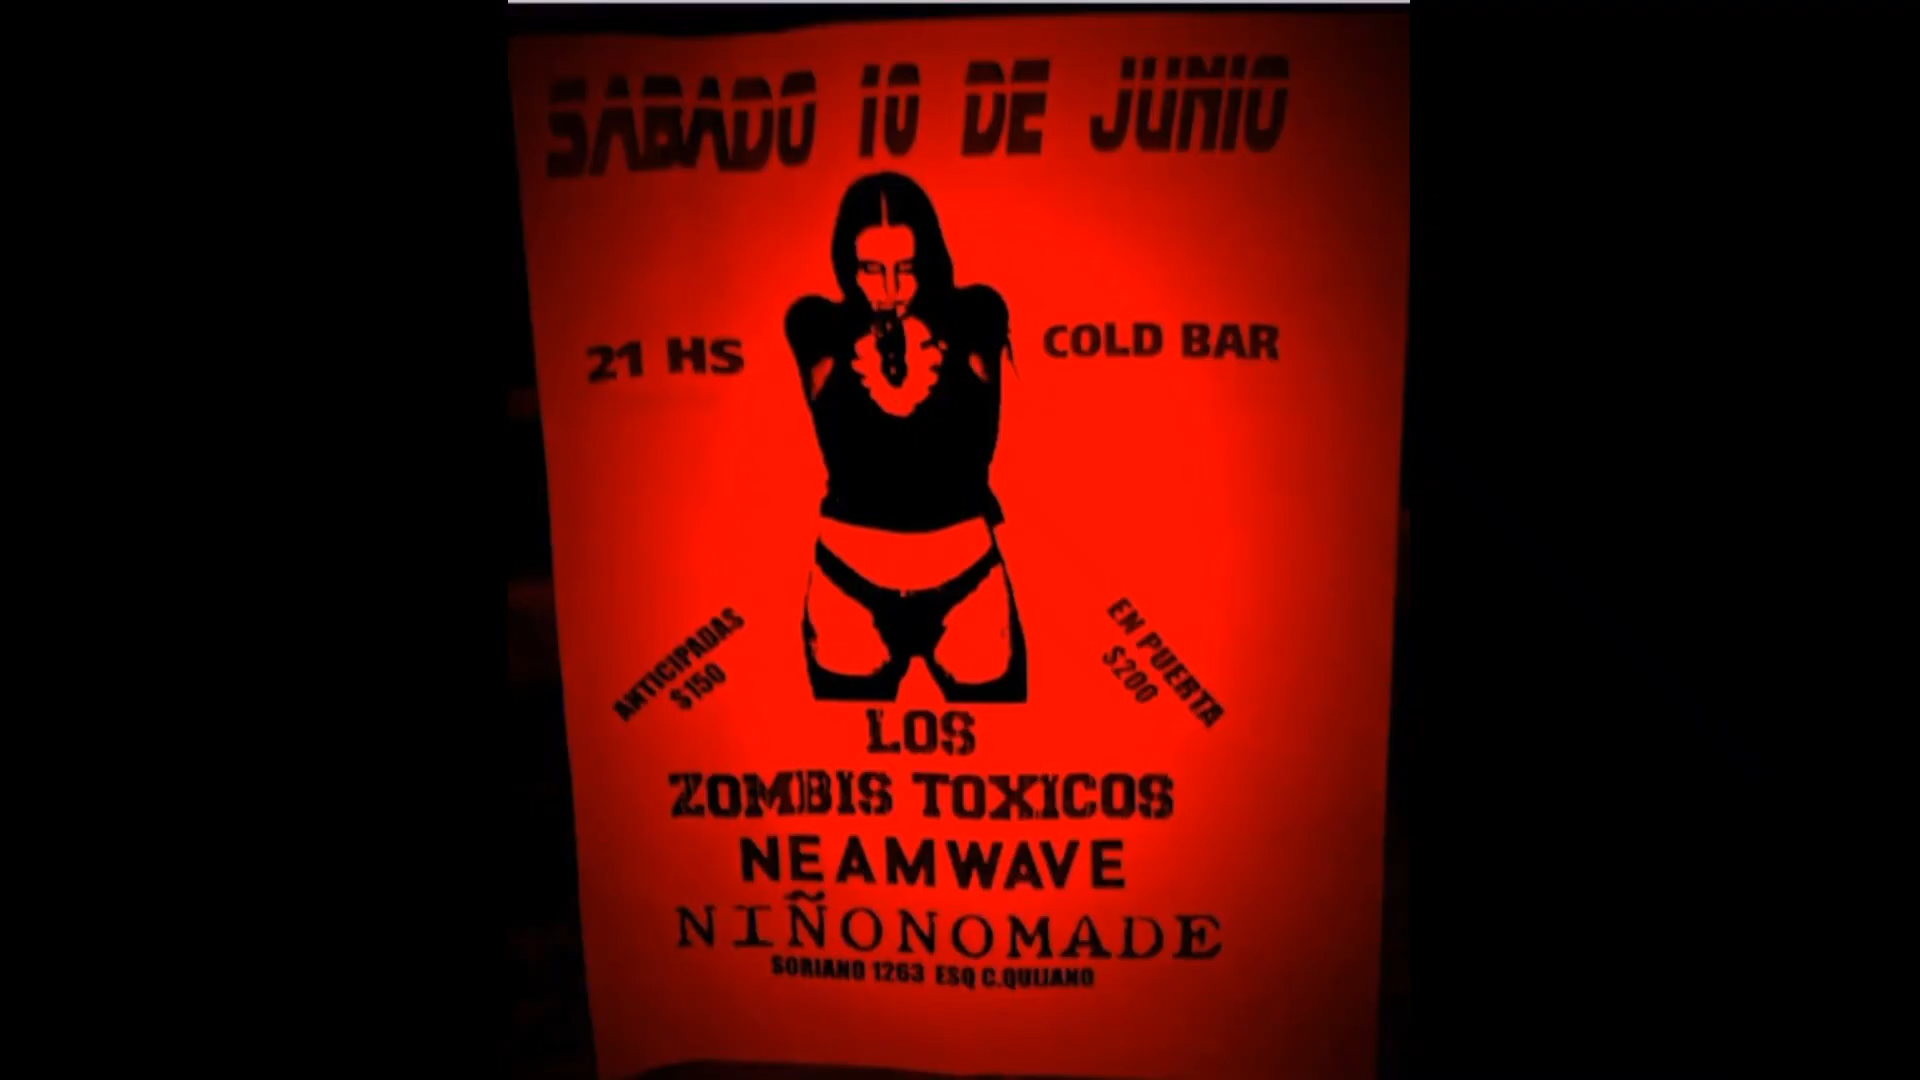 SABADO 10 DE JUNIO
21 HS
COLD BAR
ANTICIPADAS
$150
EN PUERTA
$200
LOS
ZOMBIS TOXICOS
NEAMWAVE
NIÑONOMADE
SORIANO 1263 ESQ C.QUIJANO